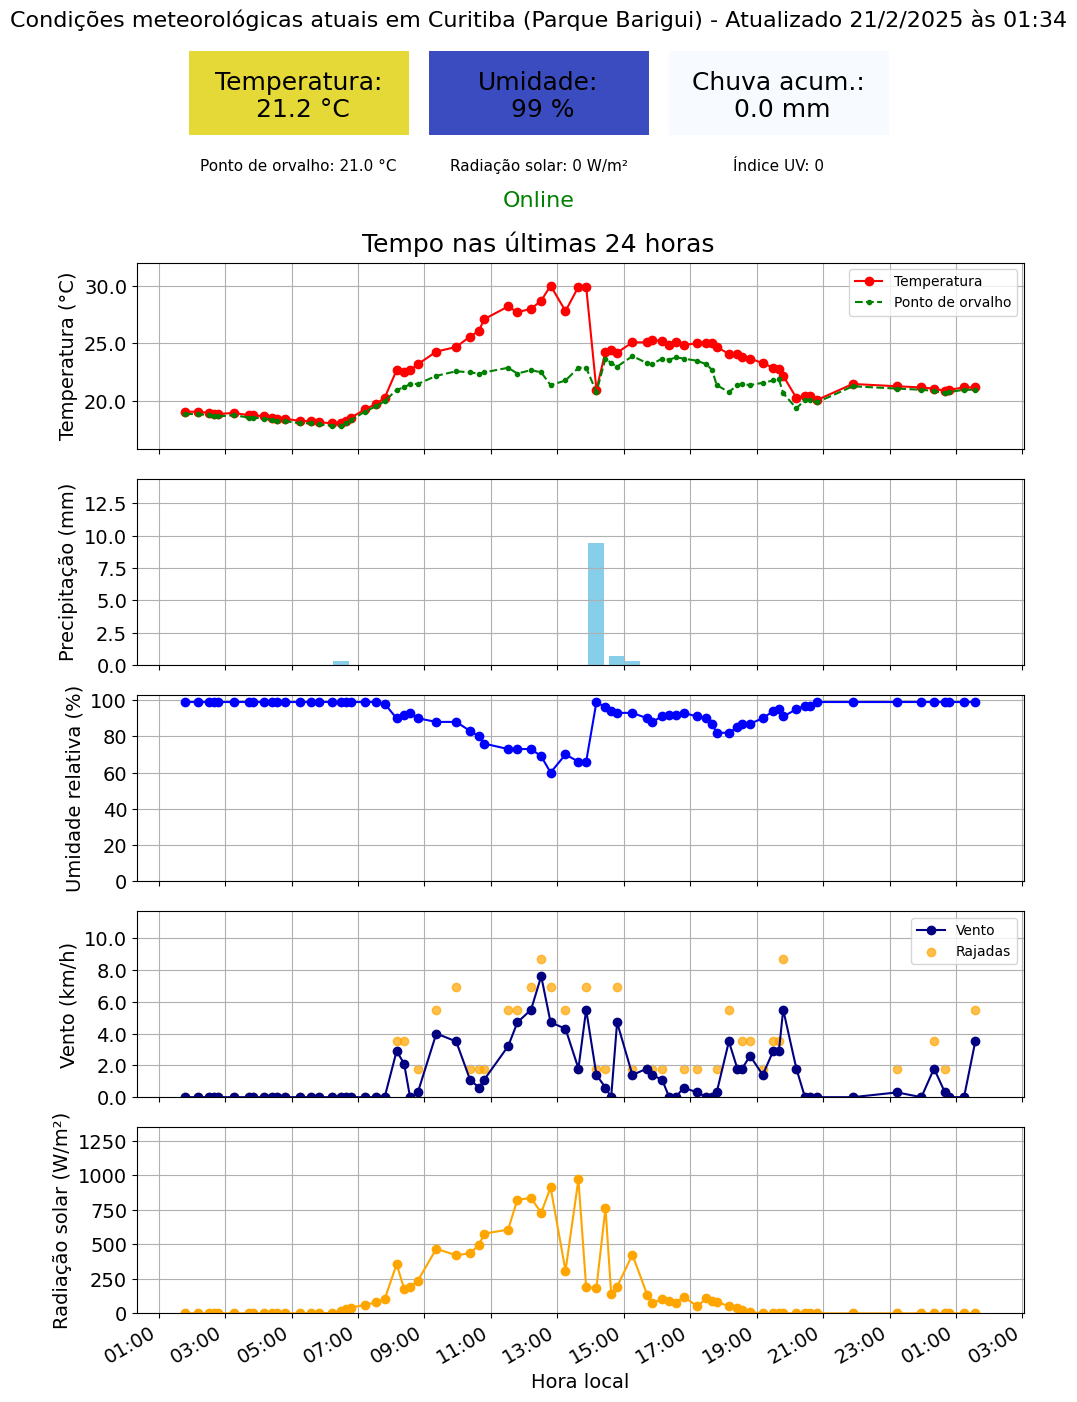 Condições meteorológicas atuais em Curitiba (Parque Barigui) - Atualizado 21/2/2025 às 01:34
Temperatura:
21.2 °C
Umidade:
99 %
Chuva acum.:
0.0 mm
Ponto de orvalho: 21.0 °C
Radiação solar: 0 W/m²
Índice UV: 0
Online
Tempo nas últimas 24 horas
Temperatura (°C)
30.0
25.0
20.0
Temperatura
Ponto de orvalho
Precipitação (mm)
12.5
10.0
7.5
5.0
2.5
0.0
Umidade relativa (%)
100
80
60
40
20
0
Vento (km/h)
10.0
8.0
6.0
4.0
2.0
0.0
Vento
Rajadas
Radiação solar (W/m²)
1250
1000
750
500
250
0
01:00
03:00
05:00
07:00
09:00
11:00
13:00
15:00
17:00
19:00
21:00
23:00
01:00
03:00
Hora local